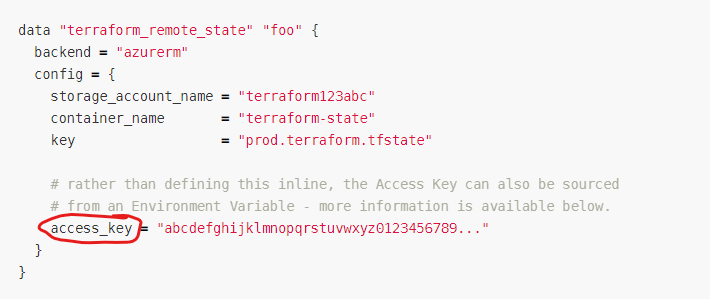 data "terraform_remote_state" "foo" {
  backend = "azurerm"
  config = {
    storage_account_name = "terraform123abc"
    container_name       = "terraform-state"
    key                  = "prod.terraform.tfstate"

    # rather than defining this inline, the Access Key can also be sourced
    # from an Environment Variable - more information is available below.
    access_key = "abcdefghijklmnopqrstuvwxyz0123456789..."
  }
}